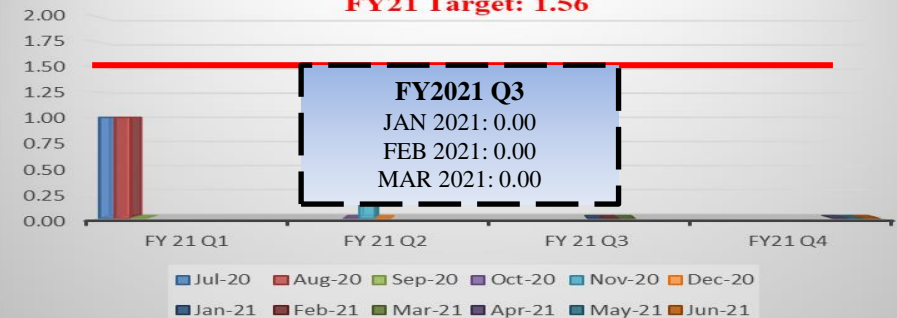 FY21 Target: 1.56
2.00
1.75
1.50
1.25
1.00
0.75
0.50
0.25
0.00
FY2021 Q3
JAN 2021: 0.00
FEB 2021: 0.00
MAR 2021: 0.00
FY 21 Q1 FY 21 Q2 FY 21 Q3 FY21 Q4
Jul-20 Aug-20 Sep-20 Oct-20 Nov-20 Dec-20
Jan-21 Feb-21 Mar-21 Apr-21 May-21 Jun-21